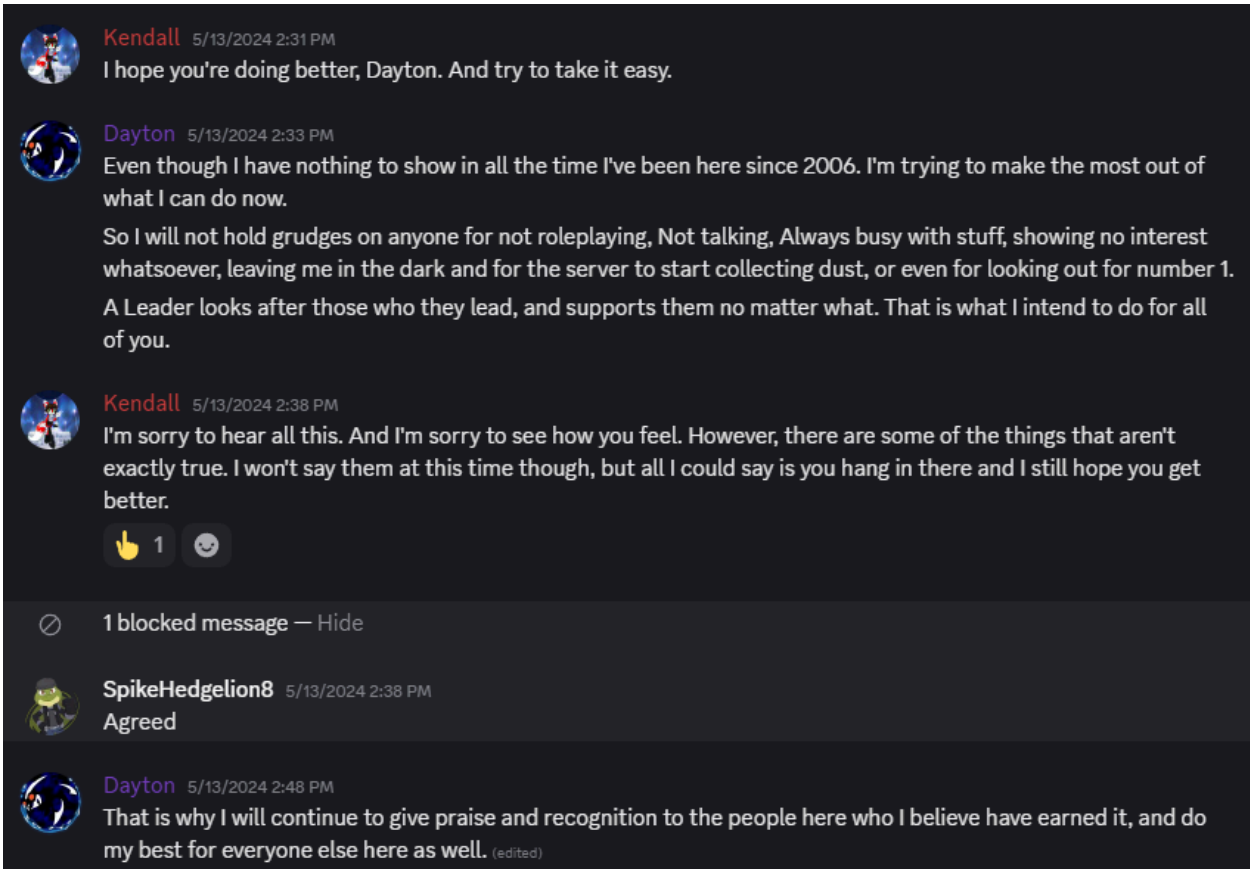 Kendall 5/13/2024 2:31 PM
I hope you're doing better, Dayton. And try to take it easy.
Dayton 5/13/2024 2:33 PM
Even though I have nothing to show in all the time I've been here since 2006. I'm trying to make the most out of
what I can do now.
So I will not hold grudges on anyone for not roleplaying, Not talking, Always busy with stuff, showing no interest
whatsoever, leaving me in the dark and for the server to start collecting dust, or even for looking out for number 1.
A Leader looks after those who they lead, and supports them no matter what. That is what I intend to do for all
of you.
Kendall 5/13/2024 2:38 PM
I'm sorry to hear all this. And I'm sorry to see how you feel. However, there are some of the things that aren't
exactly true. I won't say them at this time though, but all I could say is you hang in there and I still hope you get
better.
1
1 blocked message — Hide
SpikeHedgelion8 5/13/2024 2:38 PM
Agreed
Dayton 5/13/2024 2:48 PM
That is why I will continue to give praise and recognition to the people here who I believe have earned it, and do
my best for everyone else here as well. (edited)